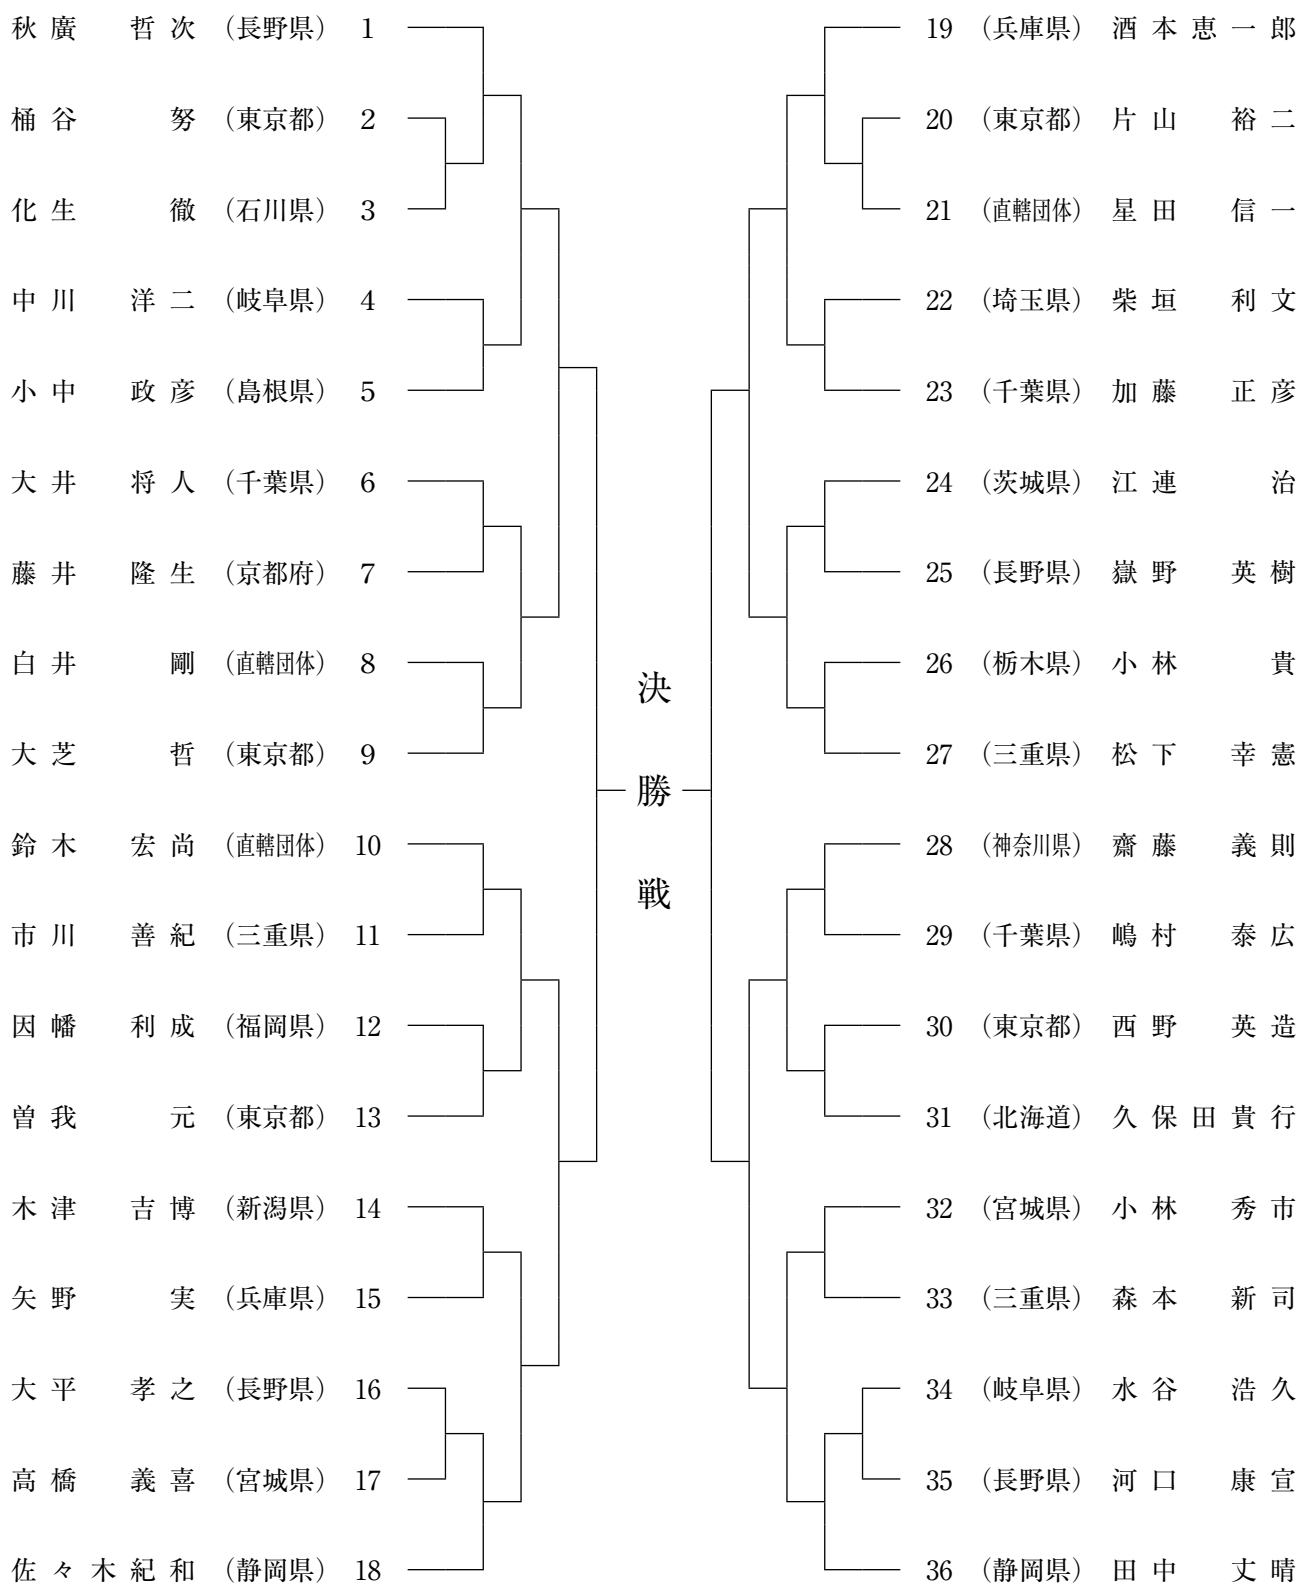 秋廣 哲次 （長野県） 1
桶谷 努 （東京都） 2
化生 徹 （石川県） 3
中川 洋二 （岐阜県） 4
小中 政彦 （島根県） 5
大井 将人 （千葉県） 6
藤井 隆生 （京都府） 7
白井 剛 （直轄団体） 8
大芝 哲 （東京都） 9
鈴木 宏尚 （直轄団体） 10
市川 善紀 （三重県） 11
因幡 利成 （福岡県） 12
曽我 元 （東京都） 13
木津 吉博 （新潟県） 14
矢野 実 （兵庫県） 15
大平 孝之 （長野県） 16
高橋 義喜 （宮城県） 17
佐々木紀和 （静岡県） 18
決勝戦
19 （兵庫県） 酒本恵一郎
20 （東京都） 片山 裕二
21 （直轄団体） 星田 信一
22 （埼玉県） 柴垣 利文
23 （千葉県） 加藤 正彦
24 （茨城県） 江連 治
25 （長野県） 嶽野 英樹
26 （栃木県） 小林 貴
27 （三重県） 松下 幸憲
28 （神奈川県） 齋藤 義則
29 （千葉県） 嶋村 泰広
30 （東京都） 西野 英造
31 （北海道） 久保田貴行
32 （宮城県） 小林 秀市
33 （三重県） 森本 新司
34 （岐阜県） 水谷 浩久
35 （長野県） 河口 康宣
36 （静岡県） 田中 丈晴